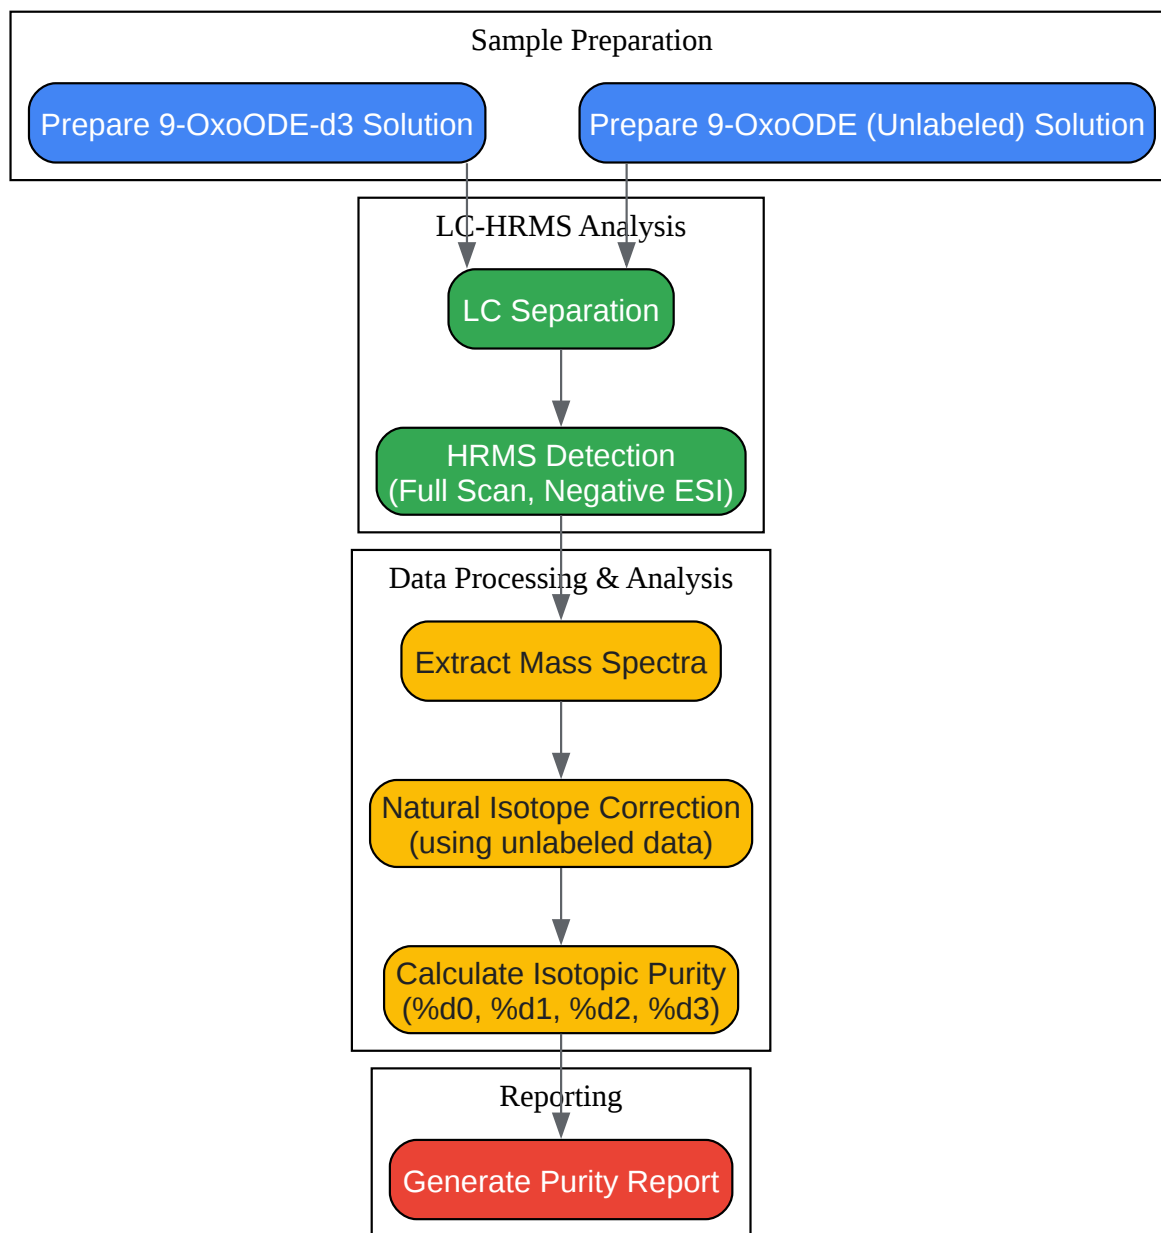 Sample Preparation
Prepare 9-OxoODE-d3 Solution
Prepare 9-OxoODE (Unlabeled) Solution
LC-HRMS Analysis
LC Separation
HRMS Detection
(Full Scan, Negative ESI)
Data Processing & Analysis
Extract Mass Spectra
Natural Isotope Correction
(using unlabeled data)
Calculate Isotopic Purity
(%d0, %d1, %d2, %d3)
Reporting
Generate Purity Report